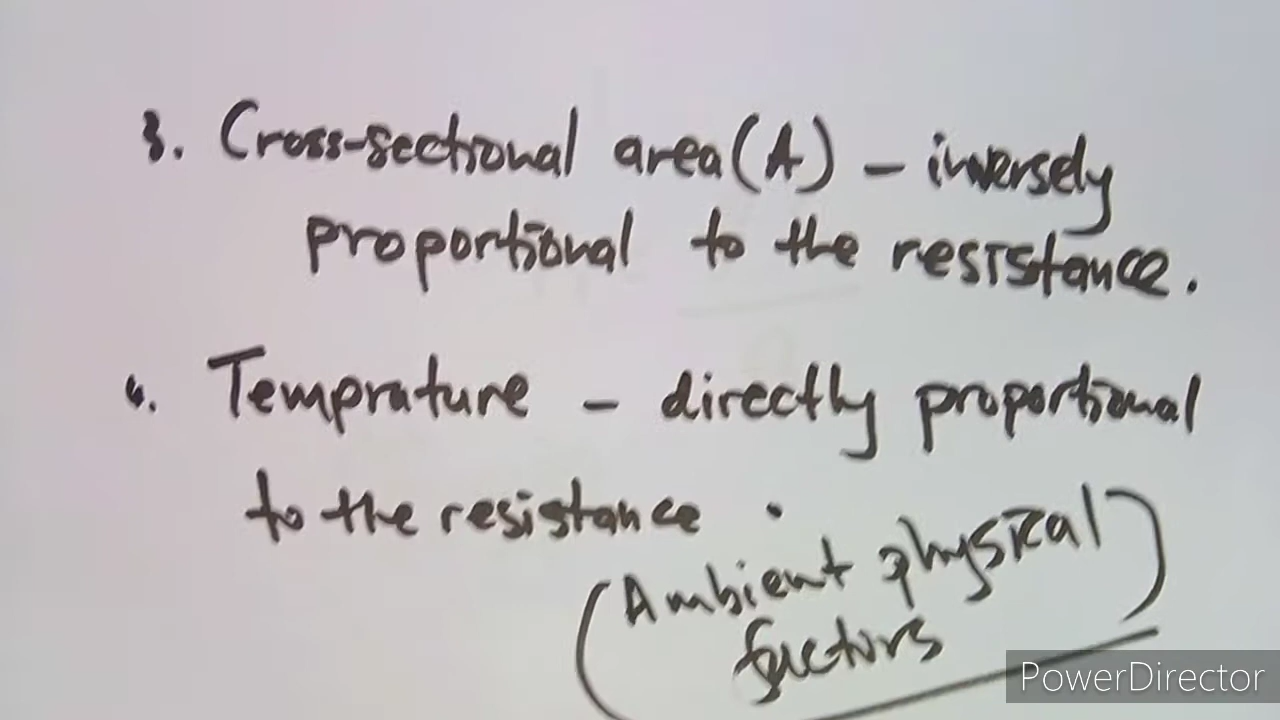 3. Cross-sectional area (A) – inversely
proportional to the resistance.
4. Temprature – directly proportional
to the resistance .
(Ambient physical
factors)
PowerDirector